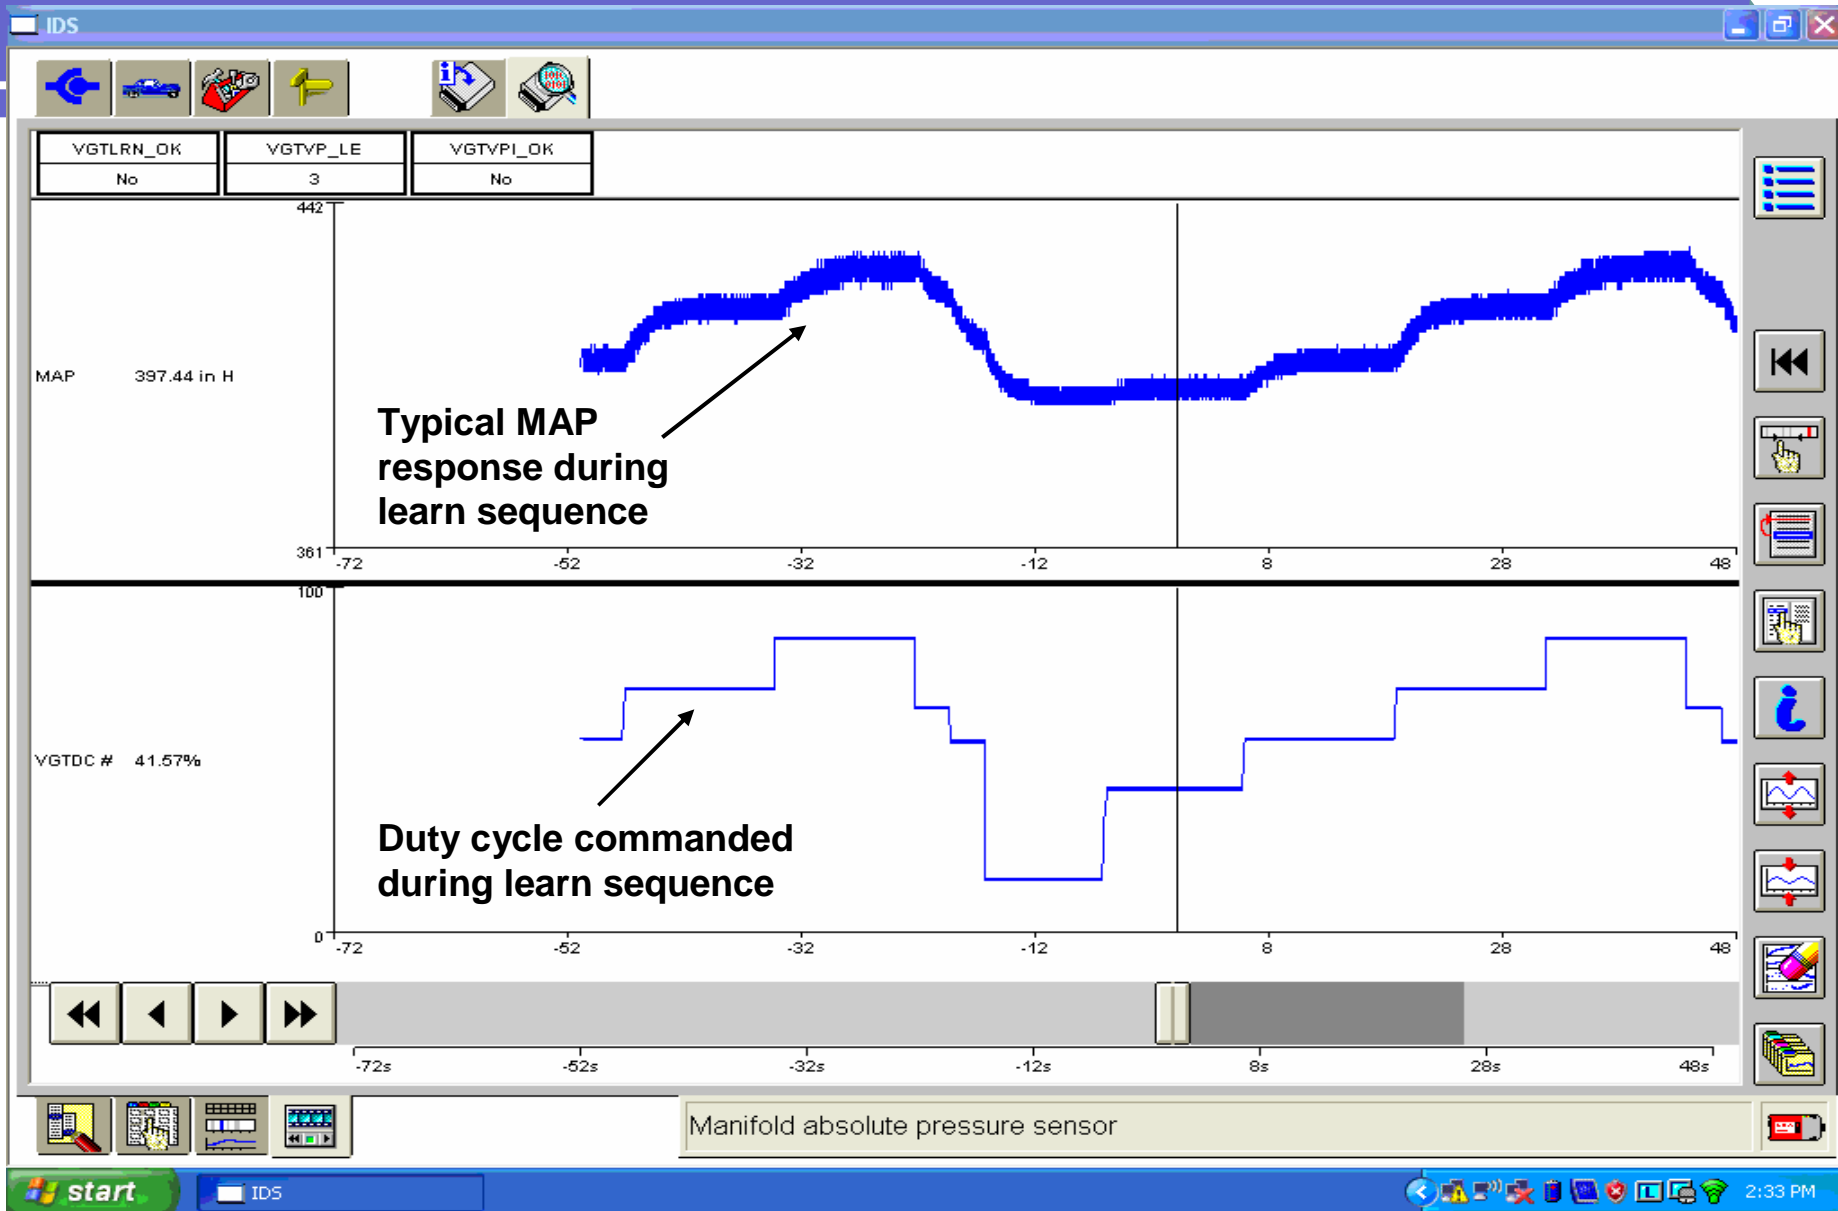 IDS
VGTLRN_OK VGTVP_LE VGTVPI_OK
No 3 No
442
MAP 397.44 in H
Typical MAP
response during
learn sequence
361
-72 -52 -32 -12 8 28 48
100
VGTDC # 41.57%
Duty cycle commanded
during learn sequence
0
-72 -52 -32 -12 8 28 48
-72s -52s -32s -12s 8s 28s 48s
Manifold absolute pressure sensor
start IDS 2:33 PM